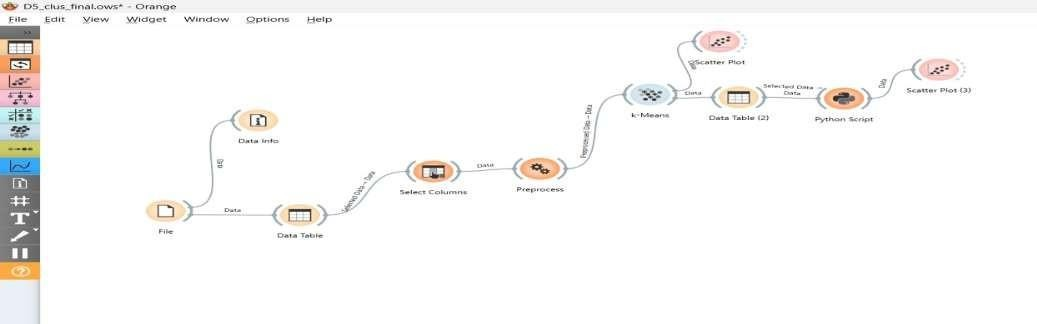 D5_clus_final.ows* - Orange
File Edit View Widget Window Options Help
Scatter Plot
Data
Scatter Plot (3)
k-Means
Data
Data Table (2)
Selected Data →
Data
Python Script
Data
Data Info
Data
Preprocessed Data → Data
Select Columns
Data
Preprocess
Selected Data → Data
File
Data
Data Table